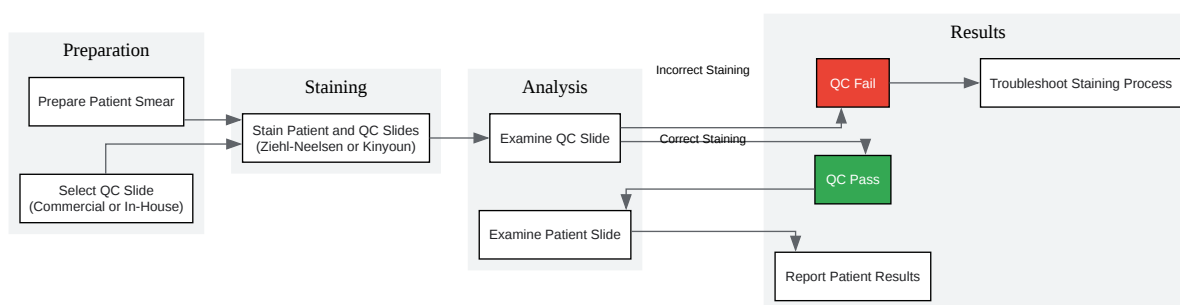 Preparation
Prepare Patient Smear
Select QC Slide
(Commercial or In-House)
Staining
Stain Patient and QC Slides
(Ziehl-Neelsen or Kinyoun)
Analysis
Examine QC Slide
Examine Patient Slide
Incorrect Staining
Correct Staining
Results
QC Fail
Troubleshoot Staining Process
QC Pass
Report Patient Results